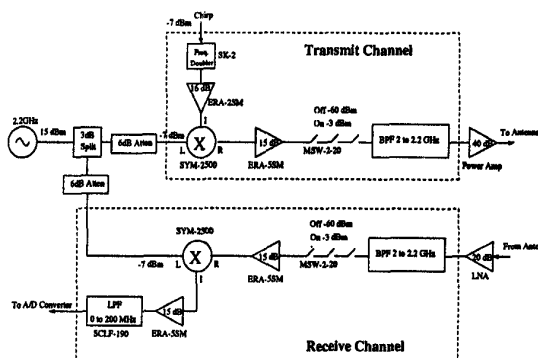 Chirp
-7 dBm
Freq. Doubler
SK-2
Transmit Channel
16 dB
ERA-2SM
Off -60 dBm
On -3 dBm
2.2GHz
15 dBm
3dB Split
6dB Atten
-7 dBm
I
L
X
R
SYM-2500
15 dB
ERA-5SM
MSW-2-20
BPF 2 to 2.2 GHz
40 dB
Power Amp
To Antenna
6dB Atten
SYM-2500
-7 dBm
L
X
R
I
15 dB
ERA-5SM
Off -60 dBm
On -3 dBm
MSW-2-20
BPF 2 to 2.2 GHz
20 dB
LNA
From Ante
To A/D Converter
LPF
0 to 200 MHz
SCLF-190
15 dB
ERA-5SM
Receive Channel